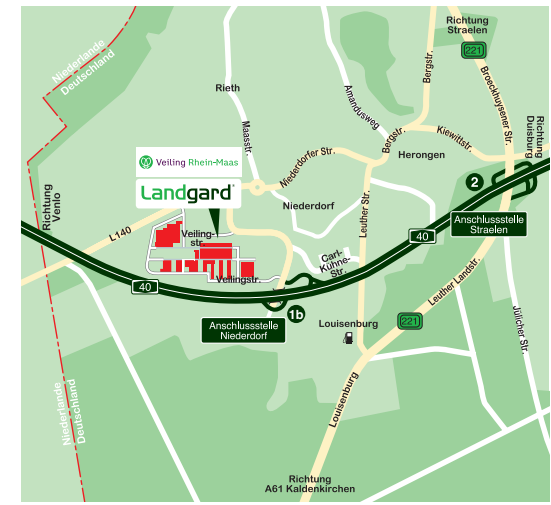 Richtung
Straelen
221
Niederlande
Deutschland
Broeckhuysener Str.
Bergstr.
Rieth
Amandusweg
Maasstr.
Richtung
Duisburg
Bergstr.
Kiewittstr.
Niederdorfer Str.
Herongen
Veiling Rhein-Maas
Landgard
2
Richtung
Venlo
Niederdorf
Leuther Str.
Anschlussstelle
Straelen
L140
Veiling-
str.
40
Carl-
Kühne-
Str.
Veilingstr.
40
Leuther Landstr.
1b
Anschlussstelle
Niederdorf
Louisenburg
221
Jülicher Str.
Niederlande
Deutschland
Louisenburg
Richtung
A61 Kaldenkirchen